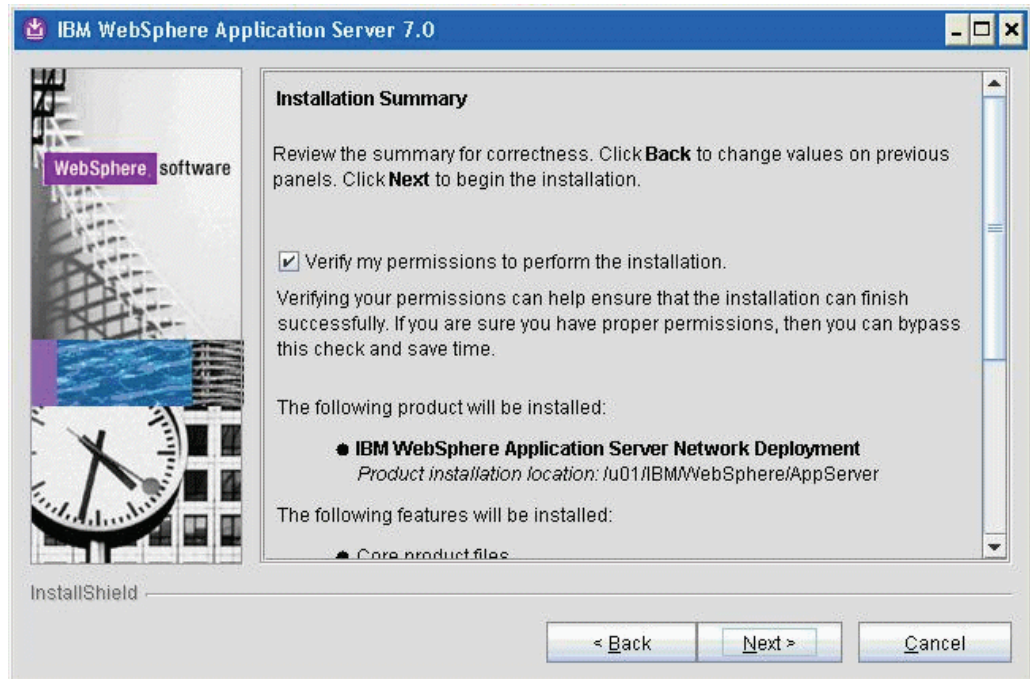 IBM WebSphere Application Server 7.0
WebSphere software
Installation Summary
Review the summary for correctness. Click Back to change values on previous
panels. Click Next to begin the installation.
Verify my permissions to perform the installation.
Verifying your permissions can help ensure that the installation can finish
successfully. If you are sure you have proper permissions, then you can bypass
this check and save time.
The following product will be installed:
● IBM WebSphere Application Server Network Deployment
Product installation location: /u01/IBM/WebSphere/AppServer
The following features will be installed:
● Core product files
InstallShield
< Back
Next >
Cancel